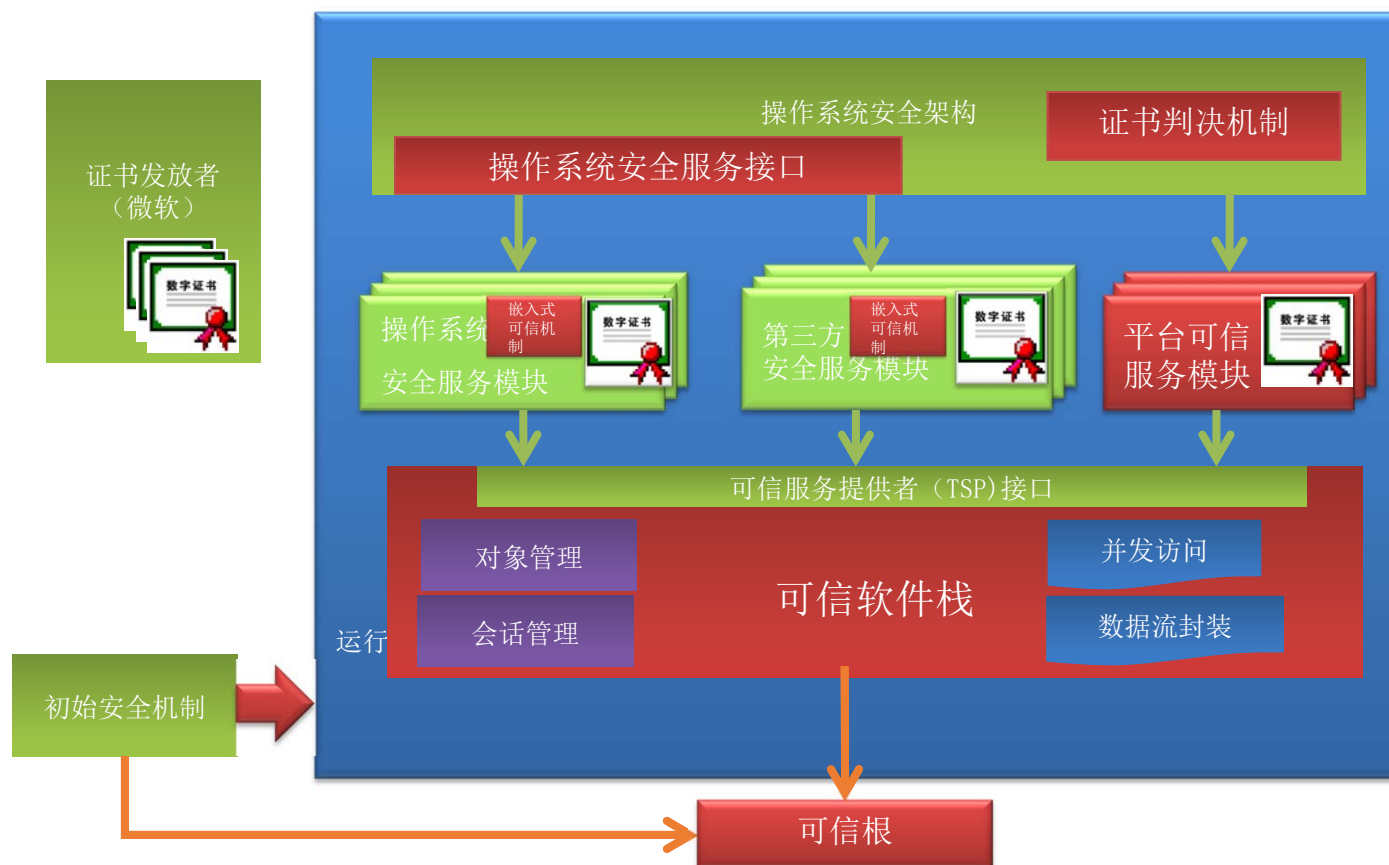 操作系统安全架构
证书判决机制
操作系统安全服务接口
证书发放者
（微软）
数字证书
操作系统
安全服务模块
嵌入式
可信机
制
数字证书
第三方
安全服务模块
嵌入式
可信机
制
数字证书
平台可信
服务模块
数字证书
可信服务提供者（TSP)接口
对象管理
会话管理
可信软件栈
并发访问
数据流封装
运行
初始安全机制
可信根